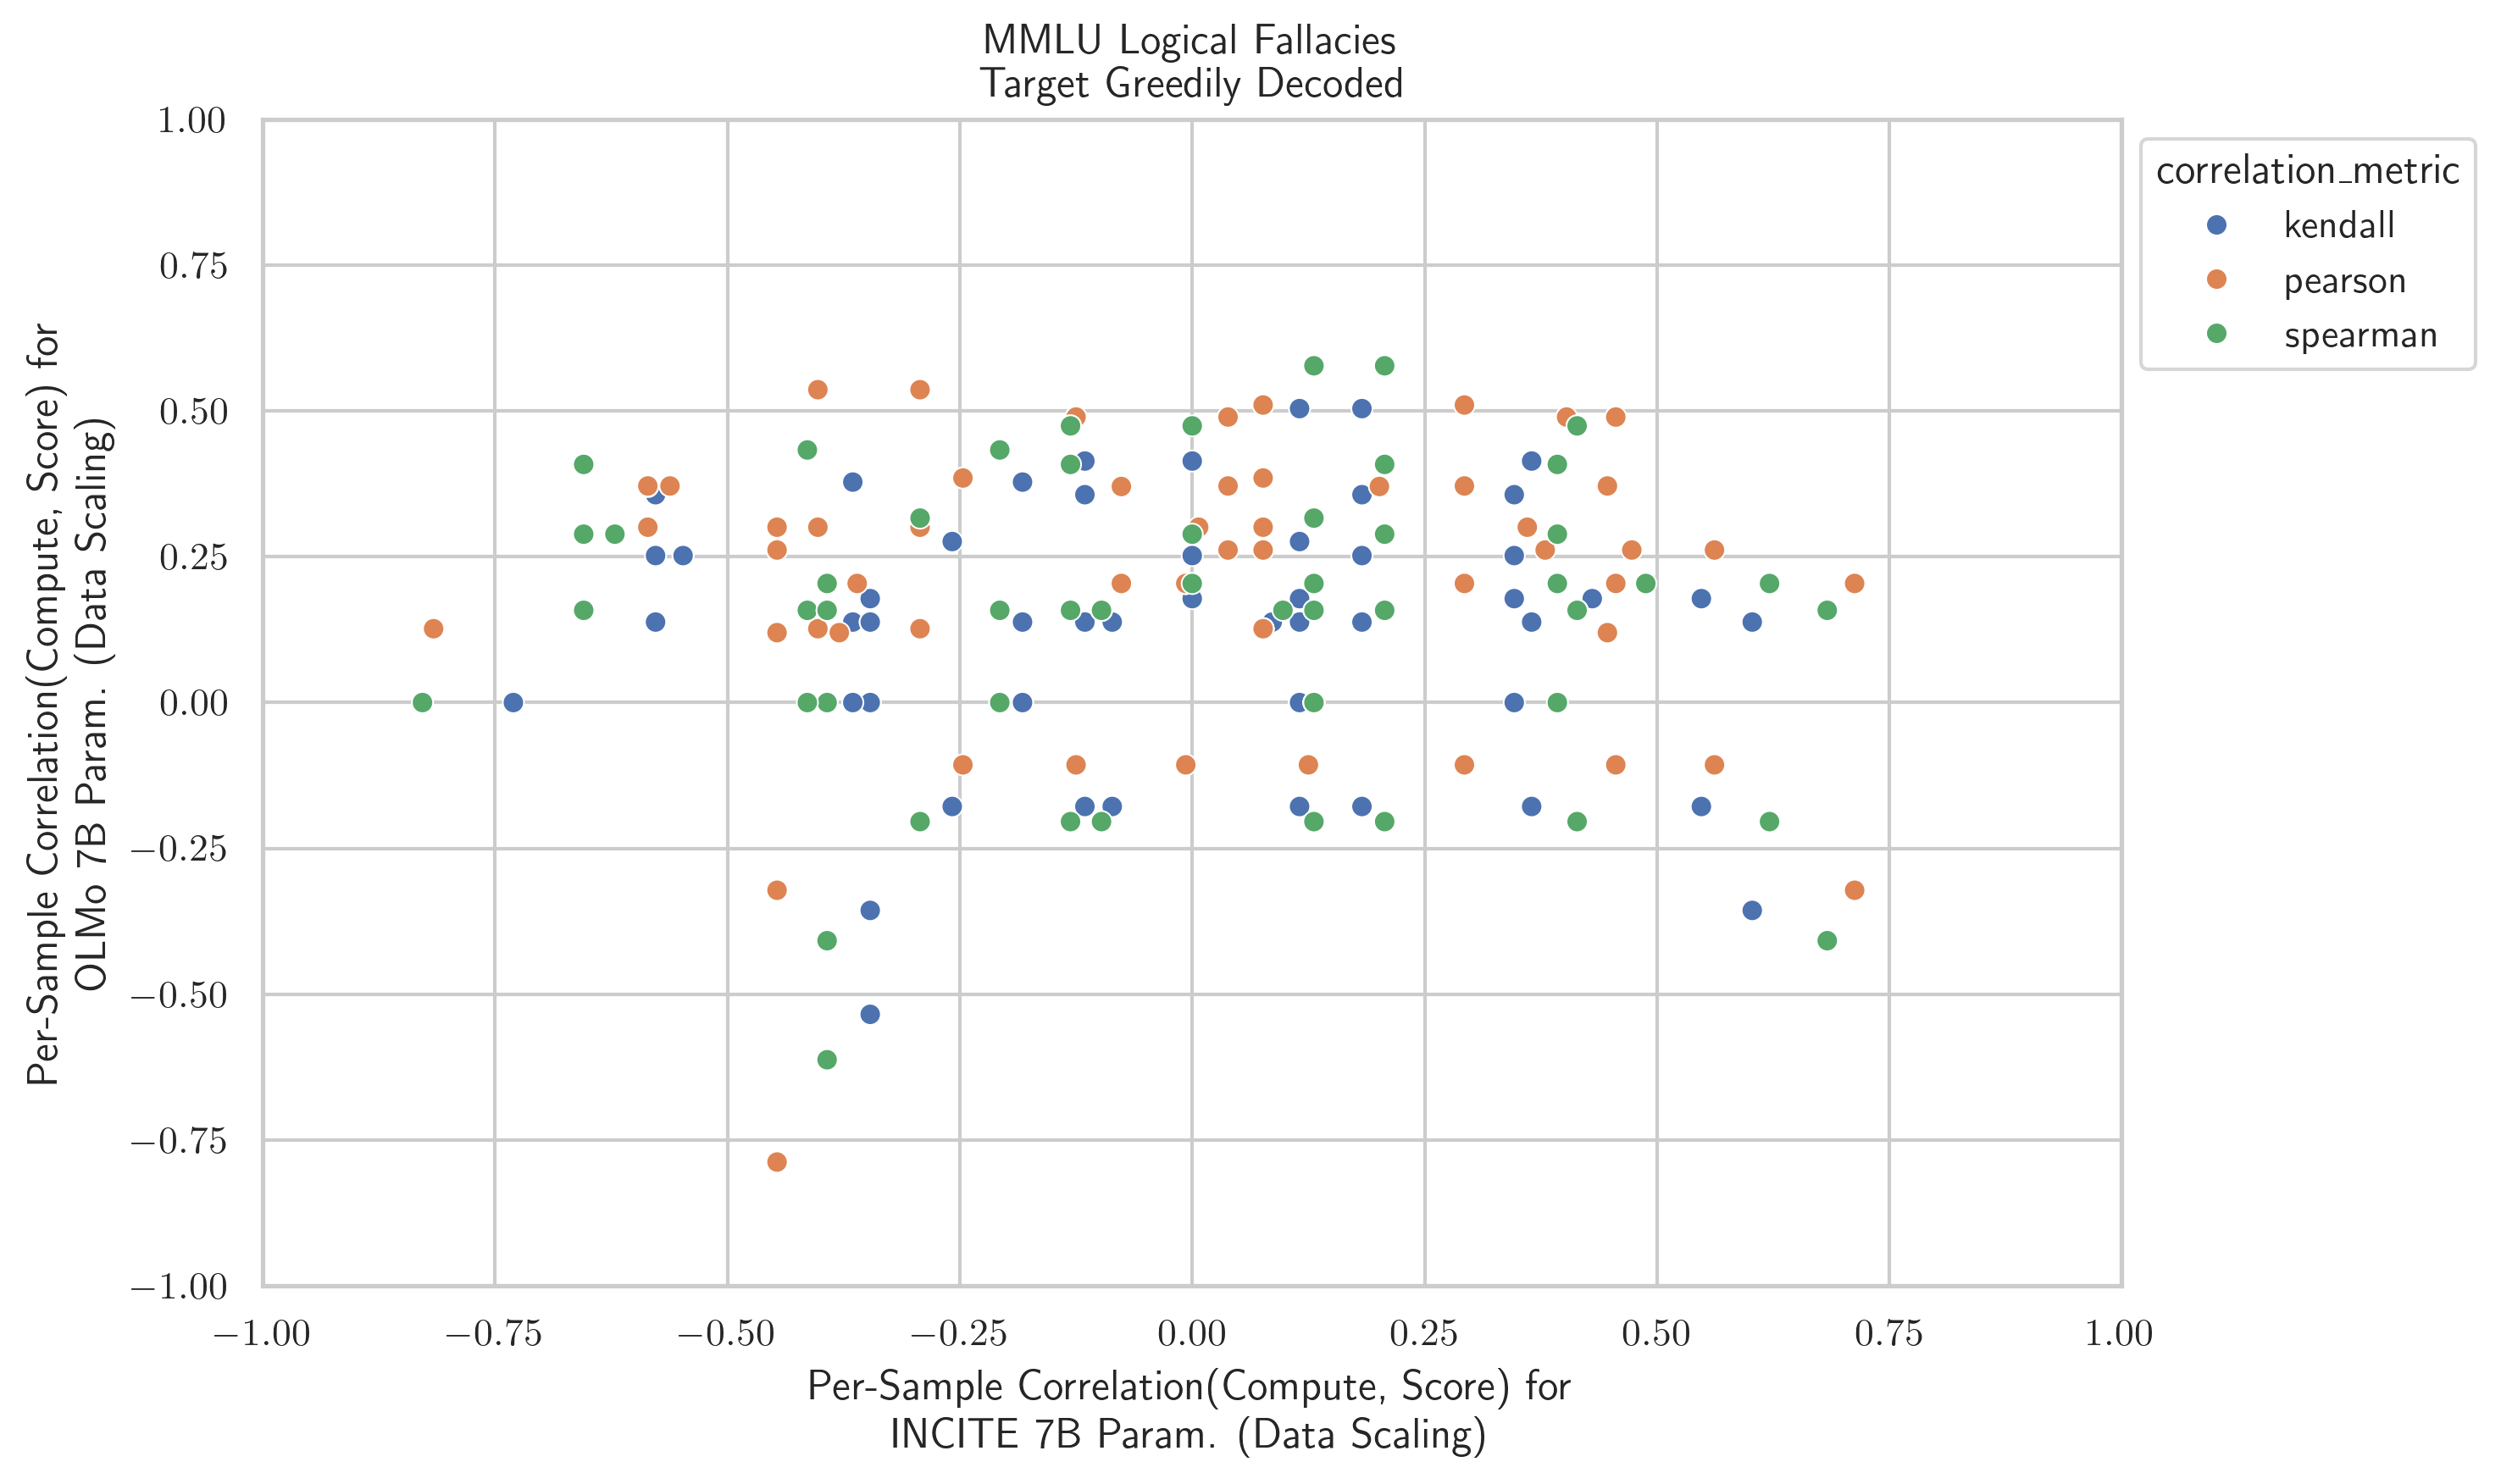 MMLU Logical Fallacies
Target Greedily Decoded
correlation_metric
kendall
pearson
spearman
Per-Sample Correlation(Compute, Score) for
OLMo 7B Param. (Data Scaling)
1.00
0.75
0.50
0.25
0.00
−0.25
−0.50
−0.75
−1.00
−1.00 −0.75 −0.50 −0.25 0.00 0.25 0.50 0.75 1.00
Per-Sample Correlation(Compute, Score) for
INCITE 7B Param. (Data Scaling)